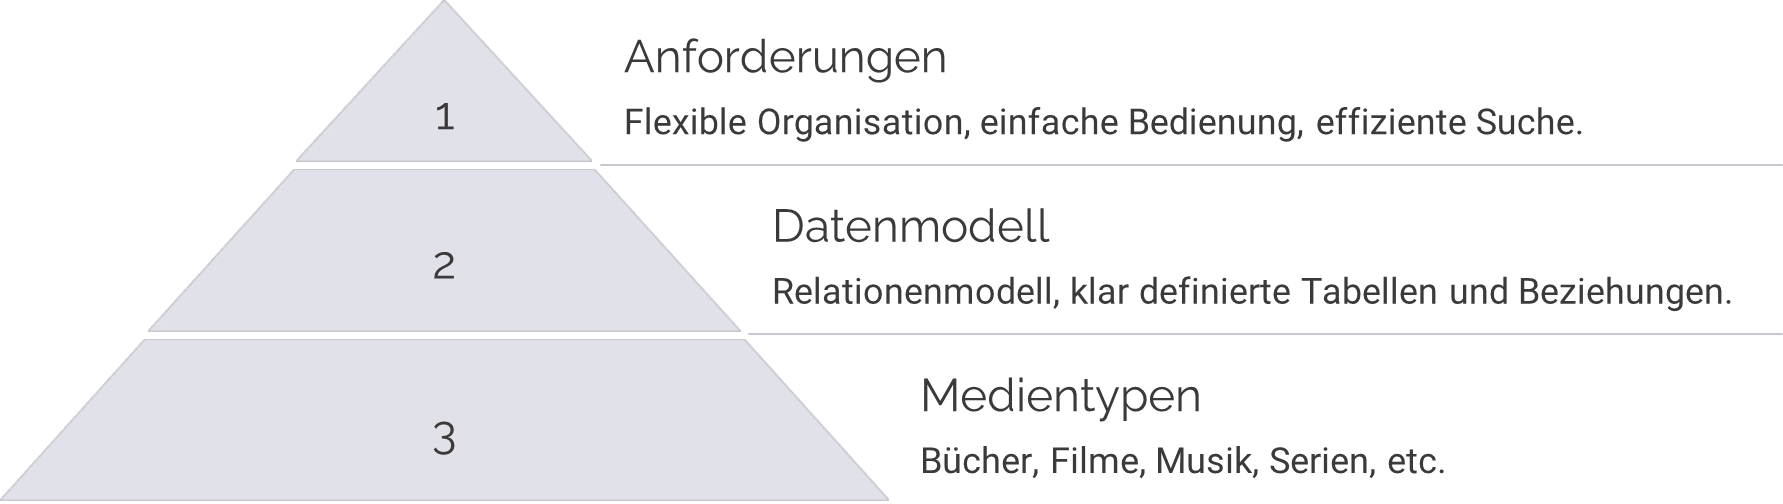 1
Anforderungen
Flexible Organisation, einfache Bedienung, effiziente Suche.
2
Datenmodell
Relationenmodell, klar definierte Tabellen und Beziehungen.
3
Medientypen
Bücher, Filme, Musik, Serien, etc.